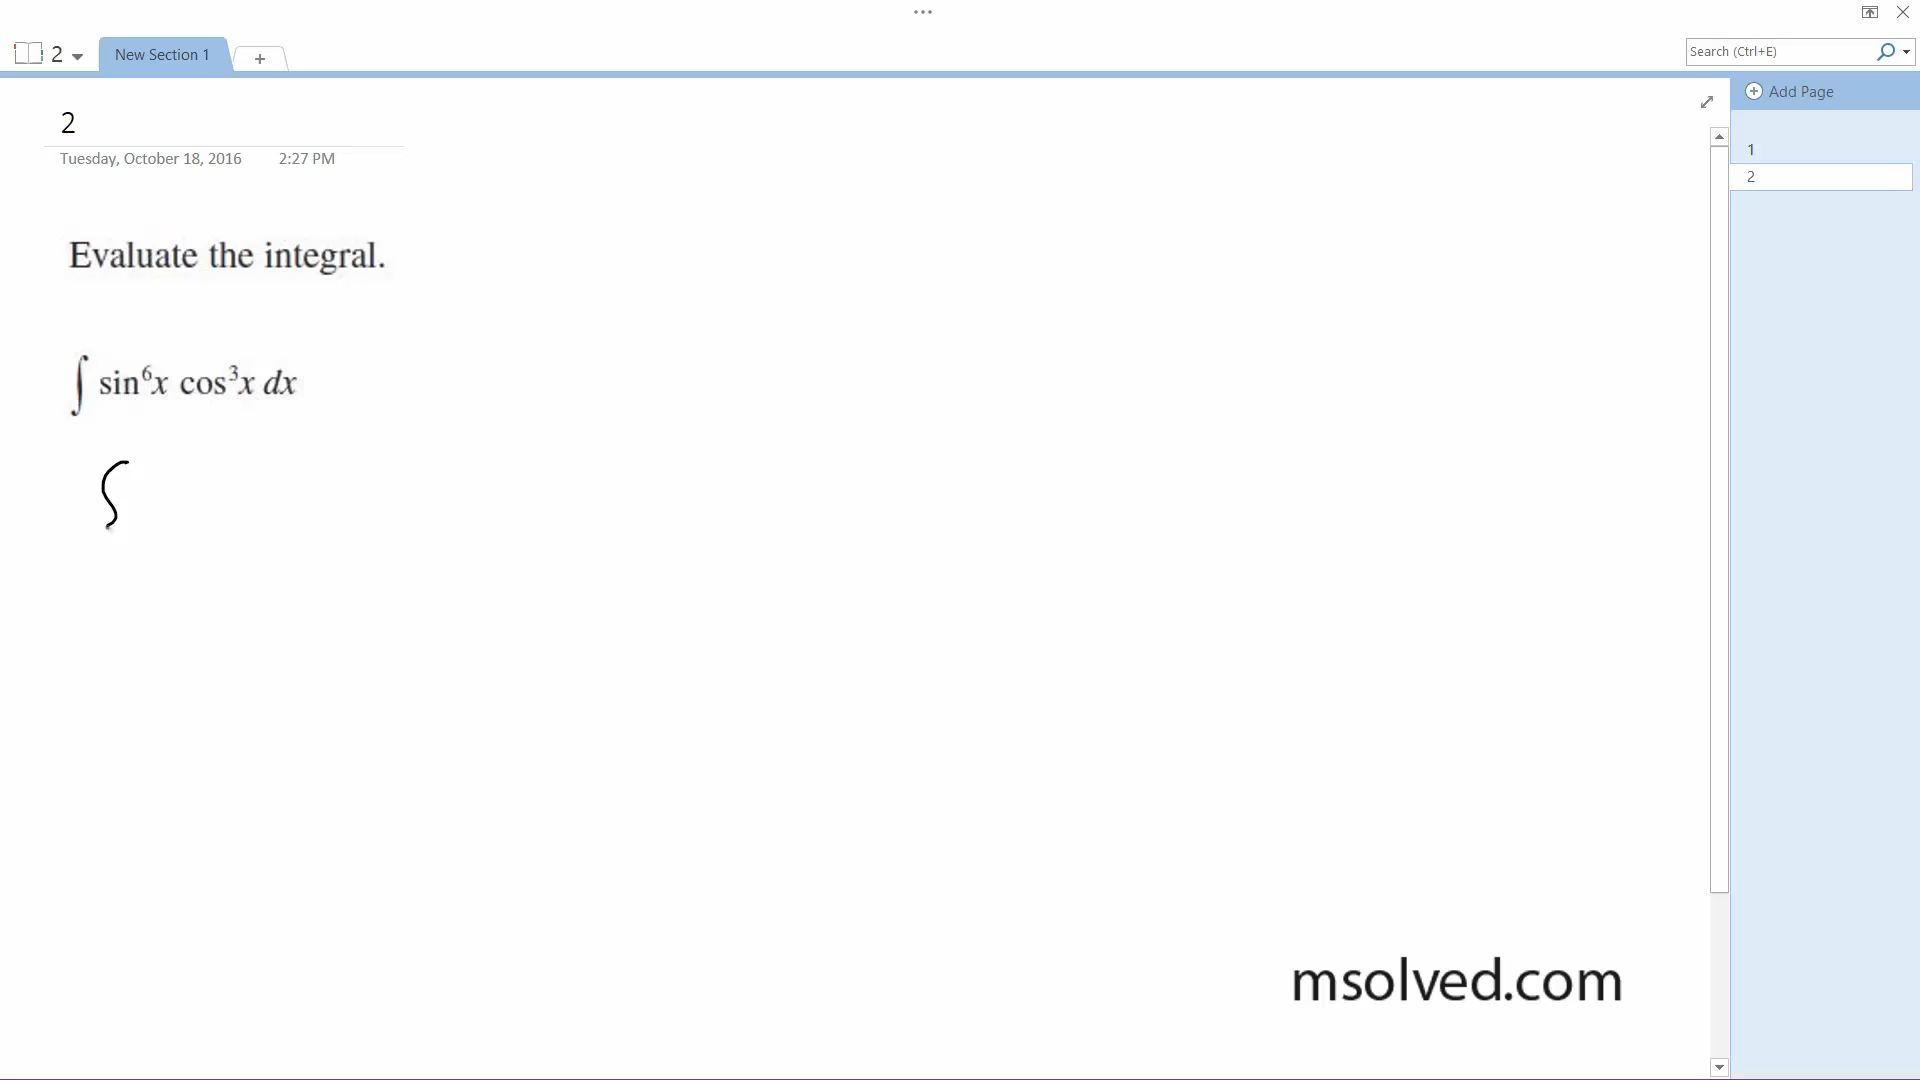 ...
2
New Section 1
+
Search (Ctrl+E)
Add Page
2
Tuesday, October 18, 2016 2:27 PM
1
2
Evaluate the integral.
∫ sin⁶x cos³x dx
∫
msolved.com